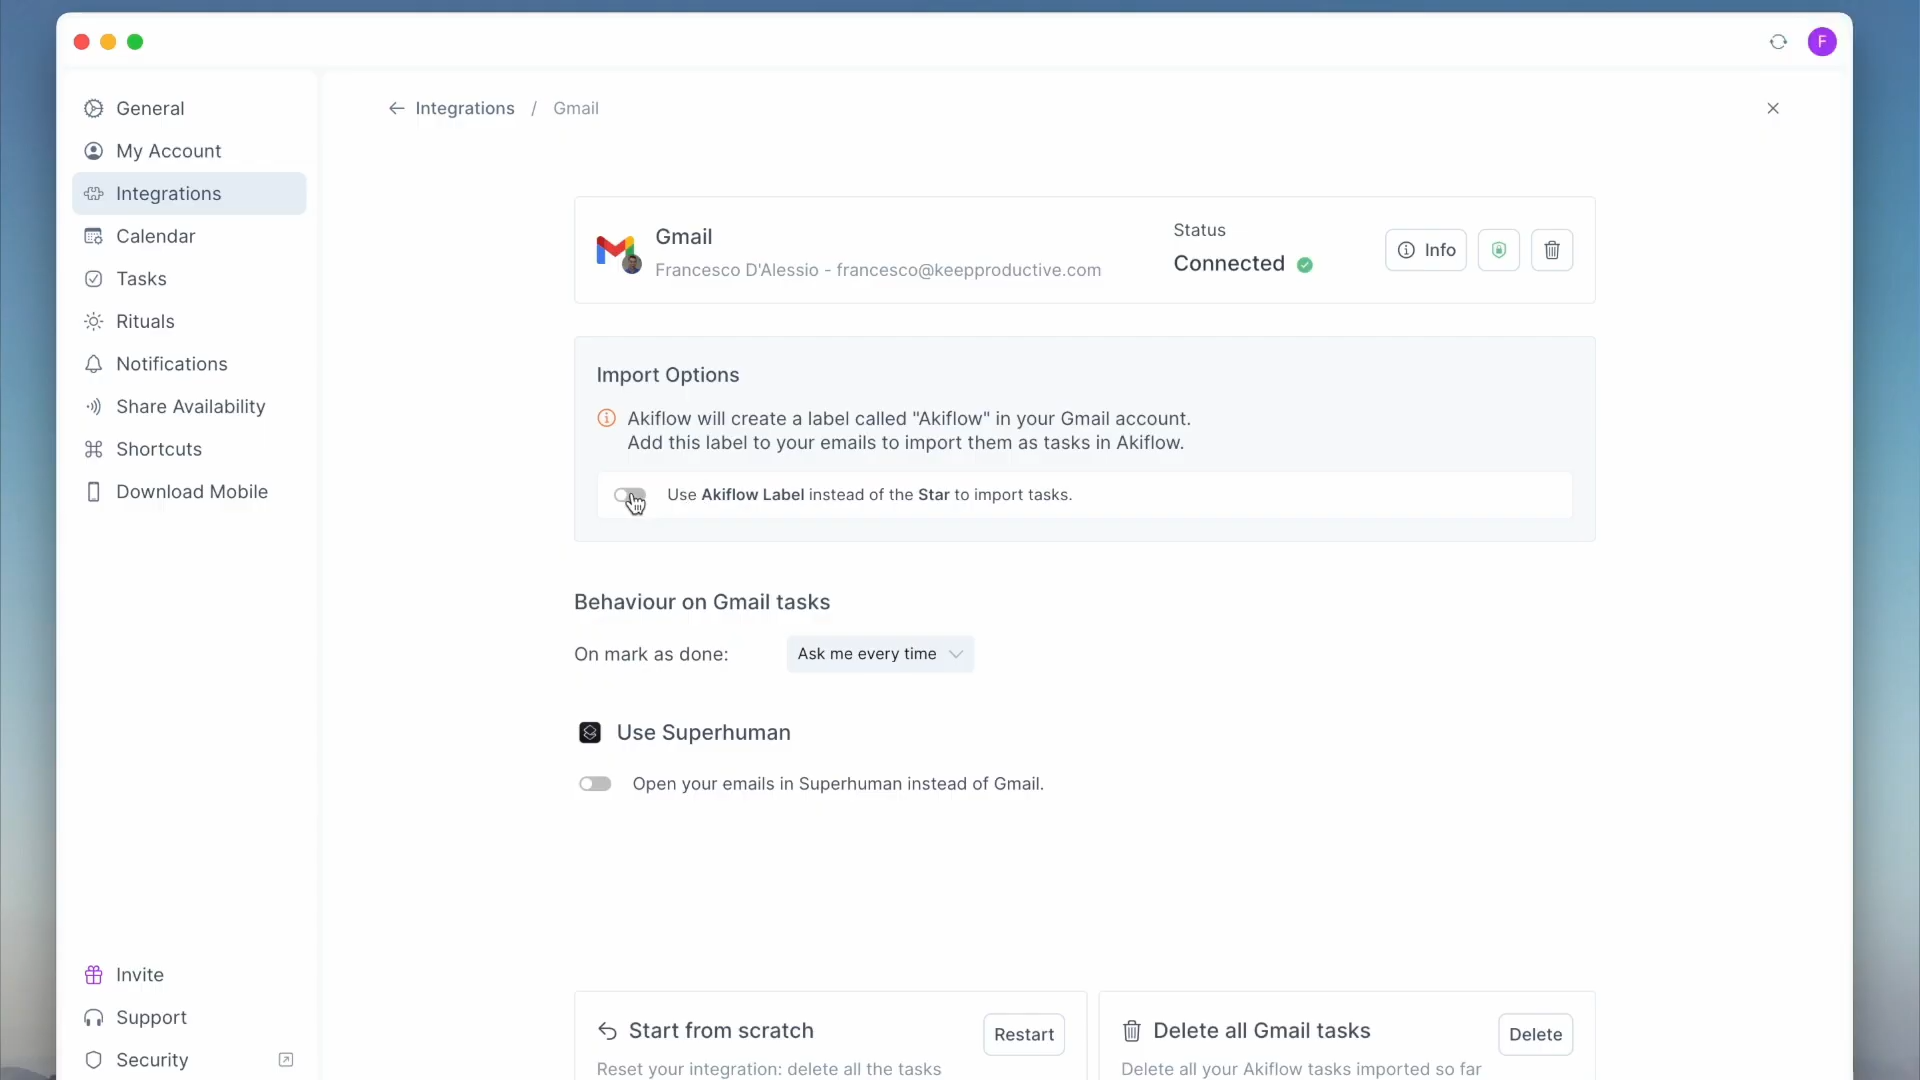 F
General
My Account
Integrations
Calendar
Tasks
Rituals
Notifications
Share Availability
Shortcuts
Download Mobile
Invite
Support
Security
Integrations / Gmail
Gmail
Francesco D'Alessio - francesco@keepproductive.com
Status
Connected
Info
Import Options
Akiflow will create a label called "Akiflow" in your Gmail account.
Add this label to your emails to import them as tasks in Akiflow.
Use Akiflow Label instead of the Star to import tasks.
Behaviour on Gmail tasks
On mark as done: Ask me every time
Use Superhuman
Open your emails in Superhuman instead of Gmail.
Start from scratch
Restart
Reset your integration: delete all the tasks
Delete all Gmail tasks
Delete
Delete all your Akiflow tasks imported so far